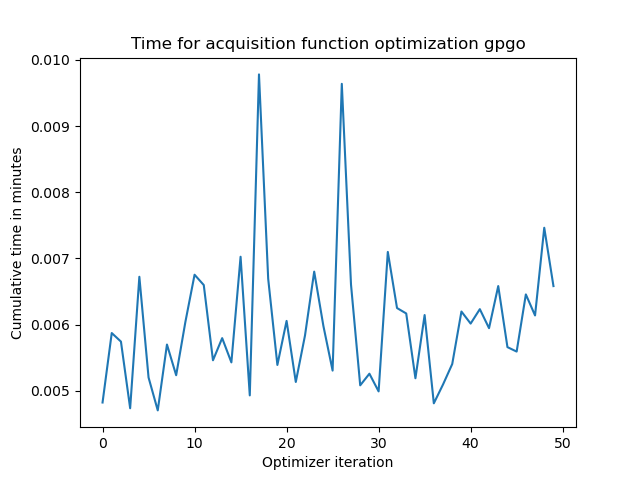 Time for acquisition function optimization gpgo
Cumulative time in minutes
0.010
0.009
0.008
0.007
0.006
0.005
0 10 20 30 40 50
Optimizer iteration